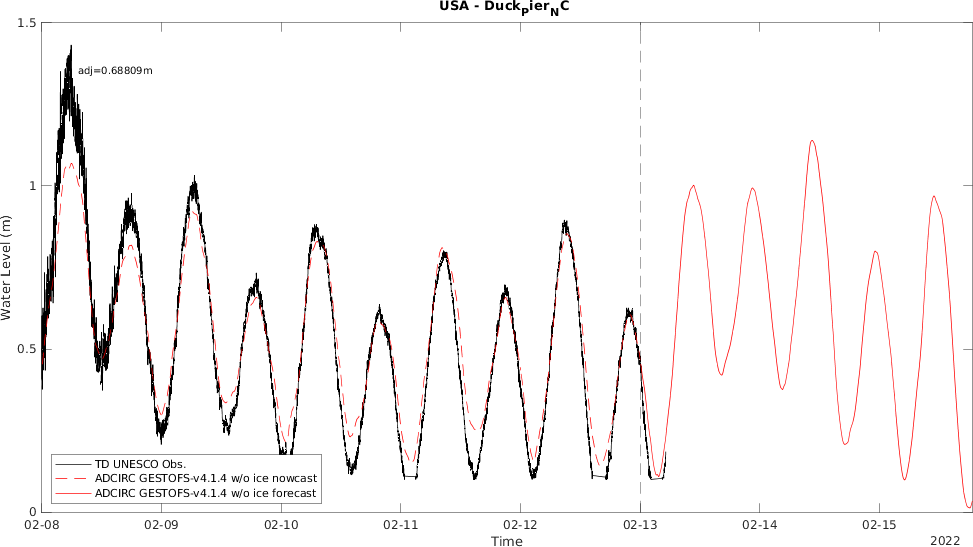 USA - DuckPierNC
1.5
adj=0.68809m
1
Water Level (m)
0.5
TD UNESCO Obs.
ADCIRC GESTOFS-v4.1.4 w/o ice nowcast
ADCIRC GESTOFS-v4.1.4 w/o ice forecast
0
02-08 02-09 02-10 02-11 02-12 02-13 02-14 02-15
Time
2022